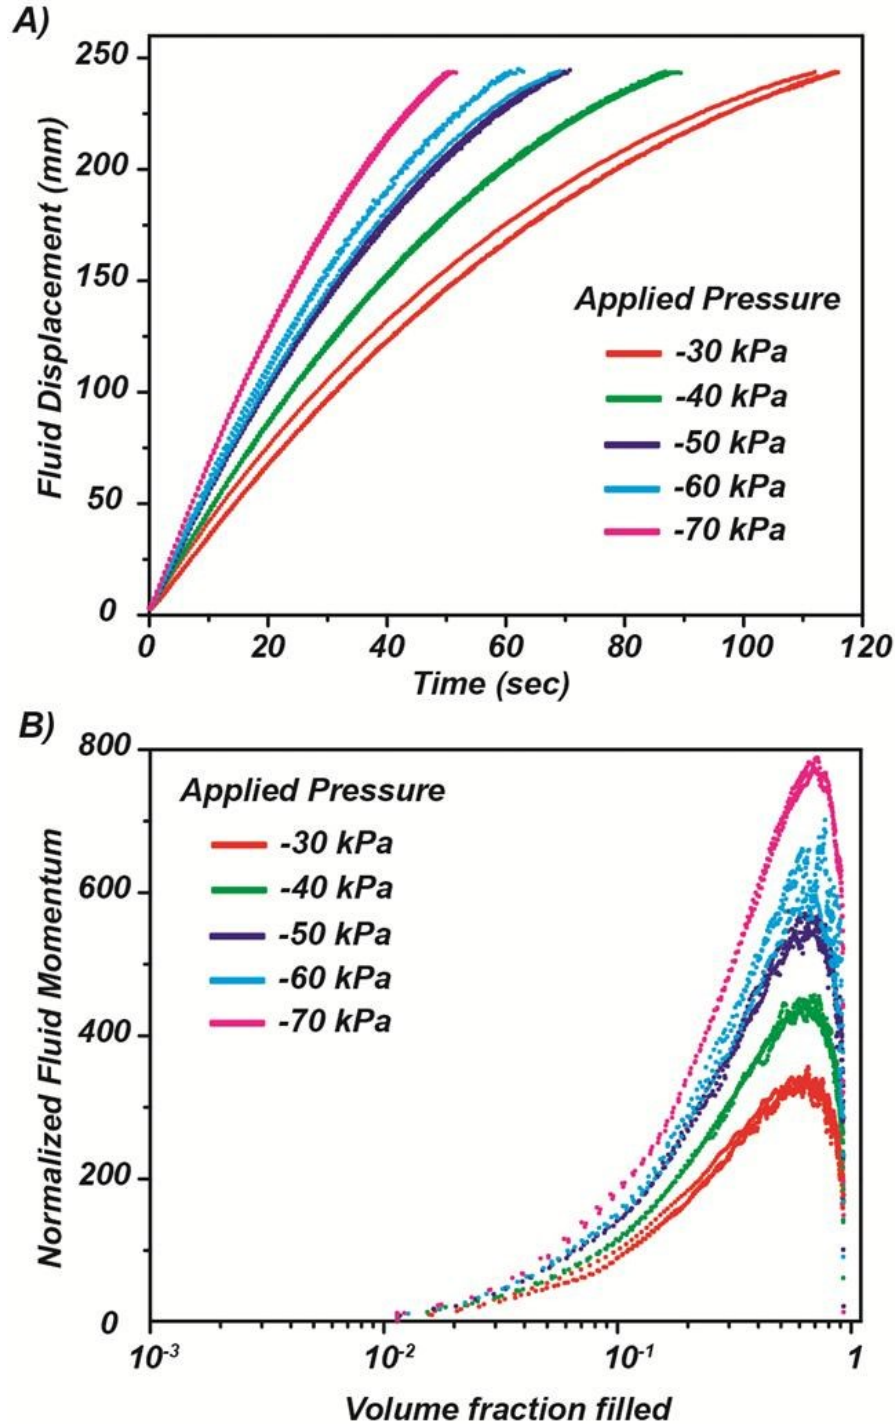 A)
250
200
150
100
50
0
Fluid Displacement (mm)
Applied Pressure
-30 kPa
-40 kPa
-50 kPa
-60 kPa
-70 kPa
0 20 40 60 80 100 120
Time (sec)
B)
800
600
400
200
0
Normalized Fluid Momentum
Applied Pressure
-30 kPa
-40 kPa
-50 kPa
-60 kPa
-70 kPa
10⁻³ 10⁻² 10⁻¹ 1
Volume fraction filled